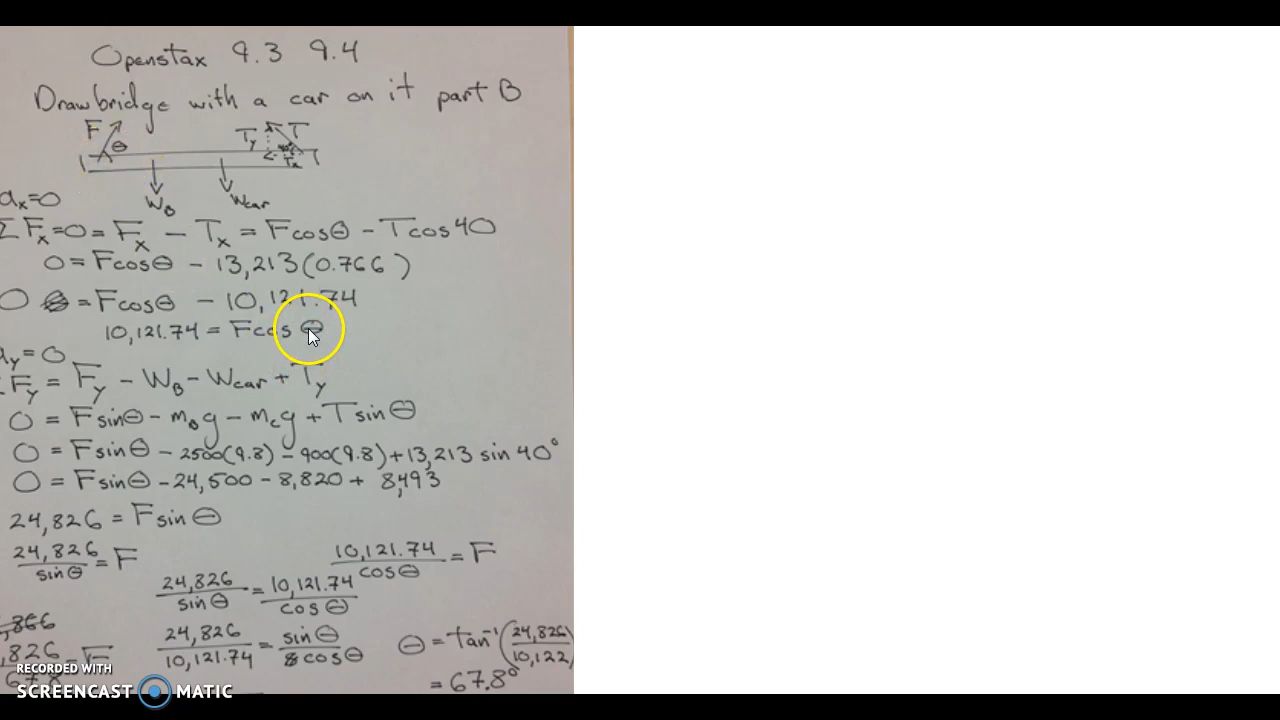 Openstax 9.3 9.4
Drawbridge with a car on it part B
F θ Ty T
Tx
WB Wcar
ax=0
ΣFx=0= Fx - Tx = Fcosθ - Tcos40
0 = Fcosθ - 13,213(0.766)
0 = Fcosθ - 10,121.74
10,121.74 = Fcos θ
ay=0
ΣFy = Fy - WB - Wcar + Ty
0 = Fsinθ - mBg - mcg + Tsinθ
0 = Fsinθ - 2500(9.8) - 900(9.8) + 13,213 sin 40°
0 = Fsinθ - 24,500 - 8,820 + 8,493
24,826 = Fsinθ
24,826/sinθ = F 10,121.74/cosθ = F
24,826/sinθ = 10,121.74/cosθ
24,826/10,121.74 = sinθ/cosθ θ = tan⁻¹(24,826/10,122)
= 67.8°
RECORDED WITH
SCREENCAST MATIC